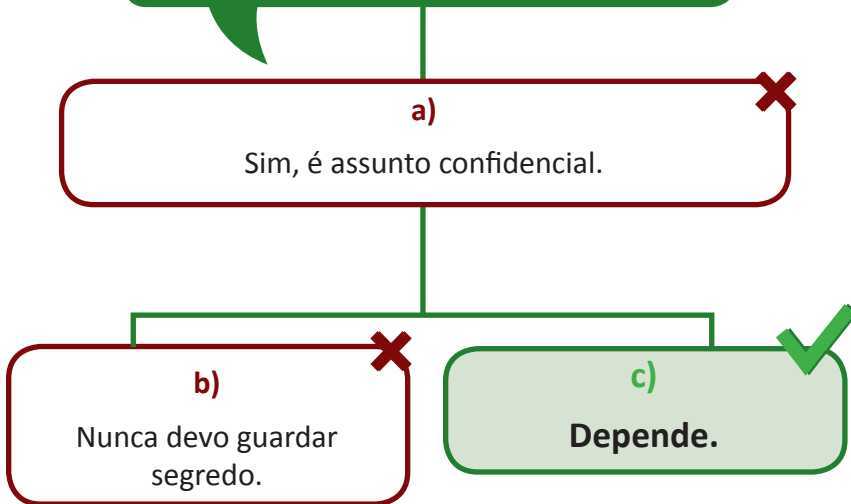 a)
Sim, é assunto confidencial.
b)
Nunca devo guardar
segredo.
c)
Depende.